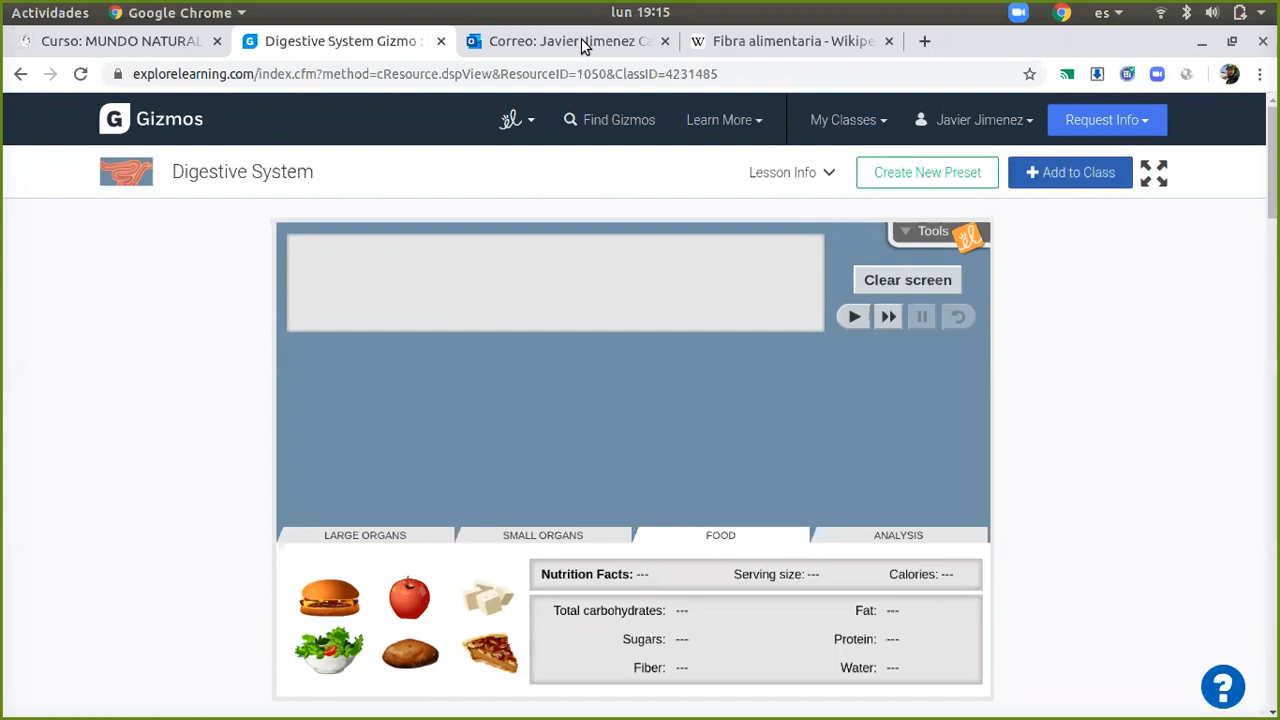 Actividades Google Chrome lun 19:15 es
Curso: MUNDO NATURAL Digestive System Gizmo : Correo: Javier Jimenez Ca Fibra alimentaria - Wikipe
explorelearning.com/index.cfm?method=cResource.dspView&ResourceID=1050&ClassID=4231485
G Gizmos el Find Gizmos Learn More My Classes Javier Jimenez Request Info
Digestive System Lesson Info Create New Preset Add to Class
Tools el
Clear screen
LARGE ORGANS SMALL ORGANS FOOD ANALYSIS
Nutrition Facts: --- Serving size: --- Calories: ---
Total carbohydrates: --- Fat: ---
Sugars: --- Protein: ---
Fiber: --- Water: ---
?